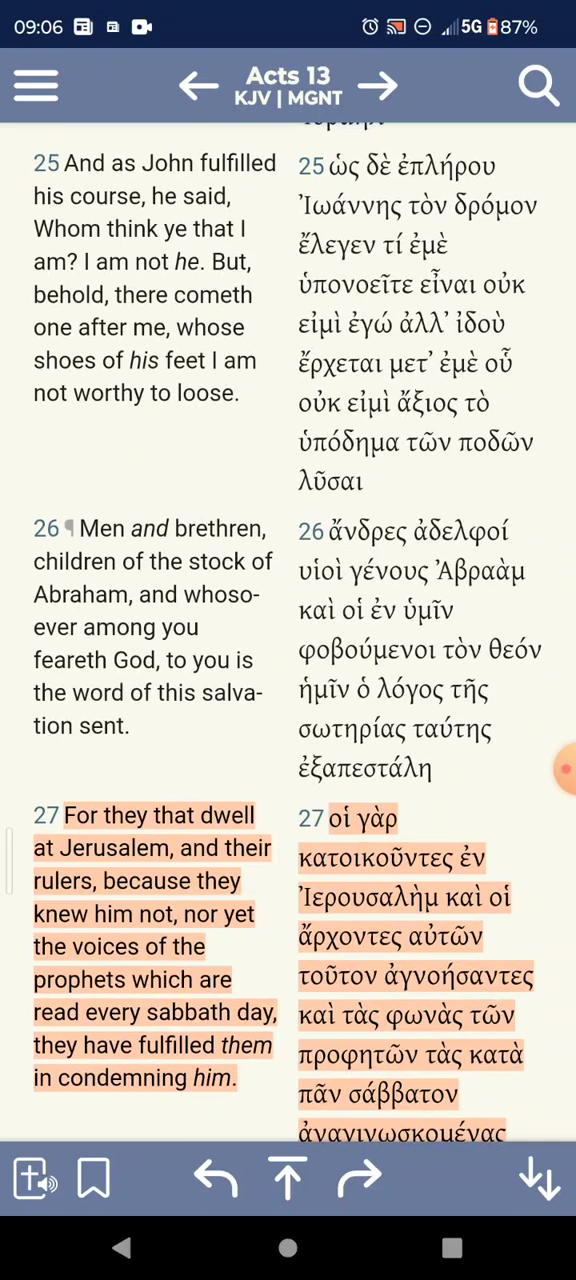 09:06
5G 87%
Acts 13
KJV | MGNT
25 And as John fulfilled
his course, he said,
Whom think ye that I
am? I am not he. But,
behold, there cometh
one after me, whose
shoes of his feet I am
not worthy to loose.
26 ¶ Men and brethren,
children of the stock of
Abraham, and whoso-
ever among you
feareth God, to you is
the word of this salva-
tion sent.
27 For they that dwell
at Jerusalem, and their
rulers, because they
knew him not, nor yet
the voices of the
prophets which are
read every sabbath day,
they have fulfilled them
in condemning him.
25 ὡς δὲ ἐπλήρου
Ἰωάννης τὸν δρόμον
ἔλεγεν τί ἐμὲ
ὑπονοεῖτε εἶναι οὐκ
εἰμὶ ἐγώ ἀλλ’ ἰδοὺ
ἔρχεται μετ’ ἐμὲ οὗ
οὐκ εἰμὶ ἄξιος τὸ
ὑπόδημα τῶν ποδῶν
λῦσαι
26 ἄνδρες ἀδελφοί
υἱοὶ γένους Ἀβραὰμ
καὶ οἱ ἐν ὑμῖν
φοβούμενοι τὸν θεόν
ἡμῖν ὁ λόγος τῆς
σωτηρίας ταύτης
ἐξαπεστάλη
27 οἱ γὰρ
κατοικοῦντες ἐν
Ἰερουσαλὴμ καὶ οἱ
ἄρχοντες αὐτῶν
τοῦτον ἀγνοήσαντες
καὶ τὰς φωνὰς τῶν
προφητῶν τὰς κατὰ
πᾶν σάββατον
ἀναγινωσκομένας